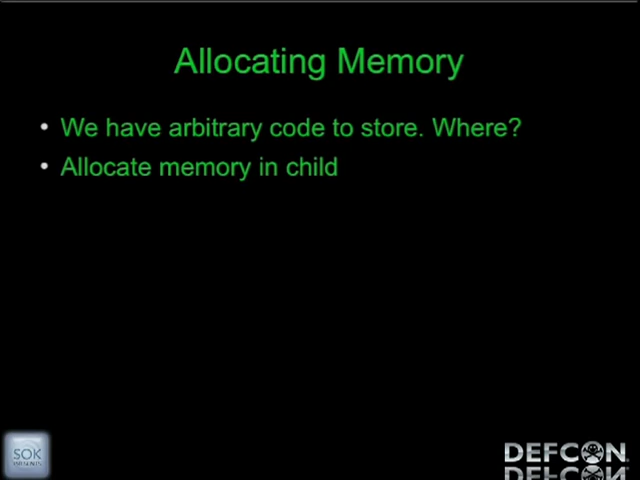 Allocating Memory
• We have arbitrary code to store. Where?
• Allocate memory in child
SOK
DEFCON